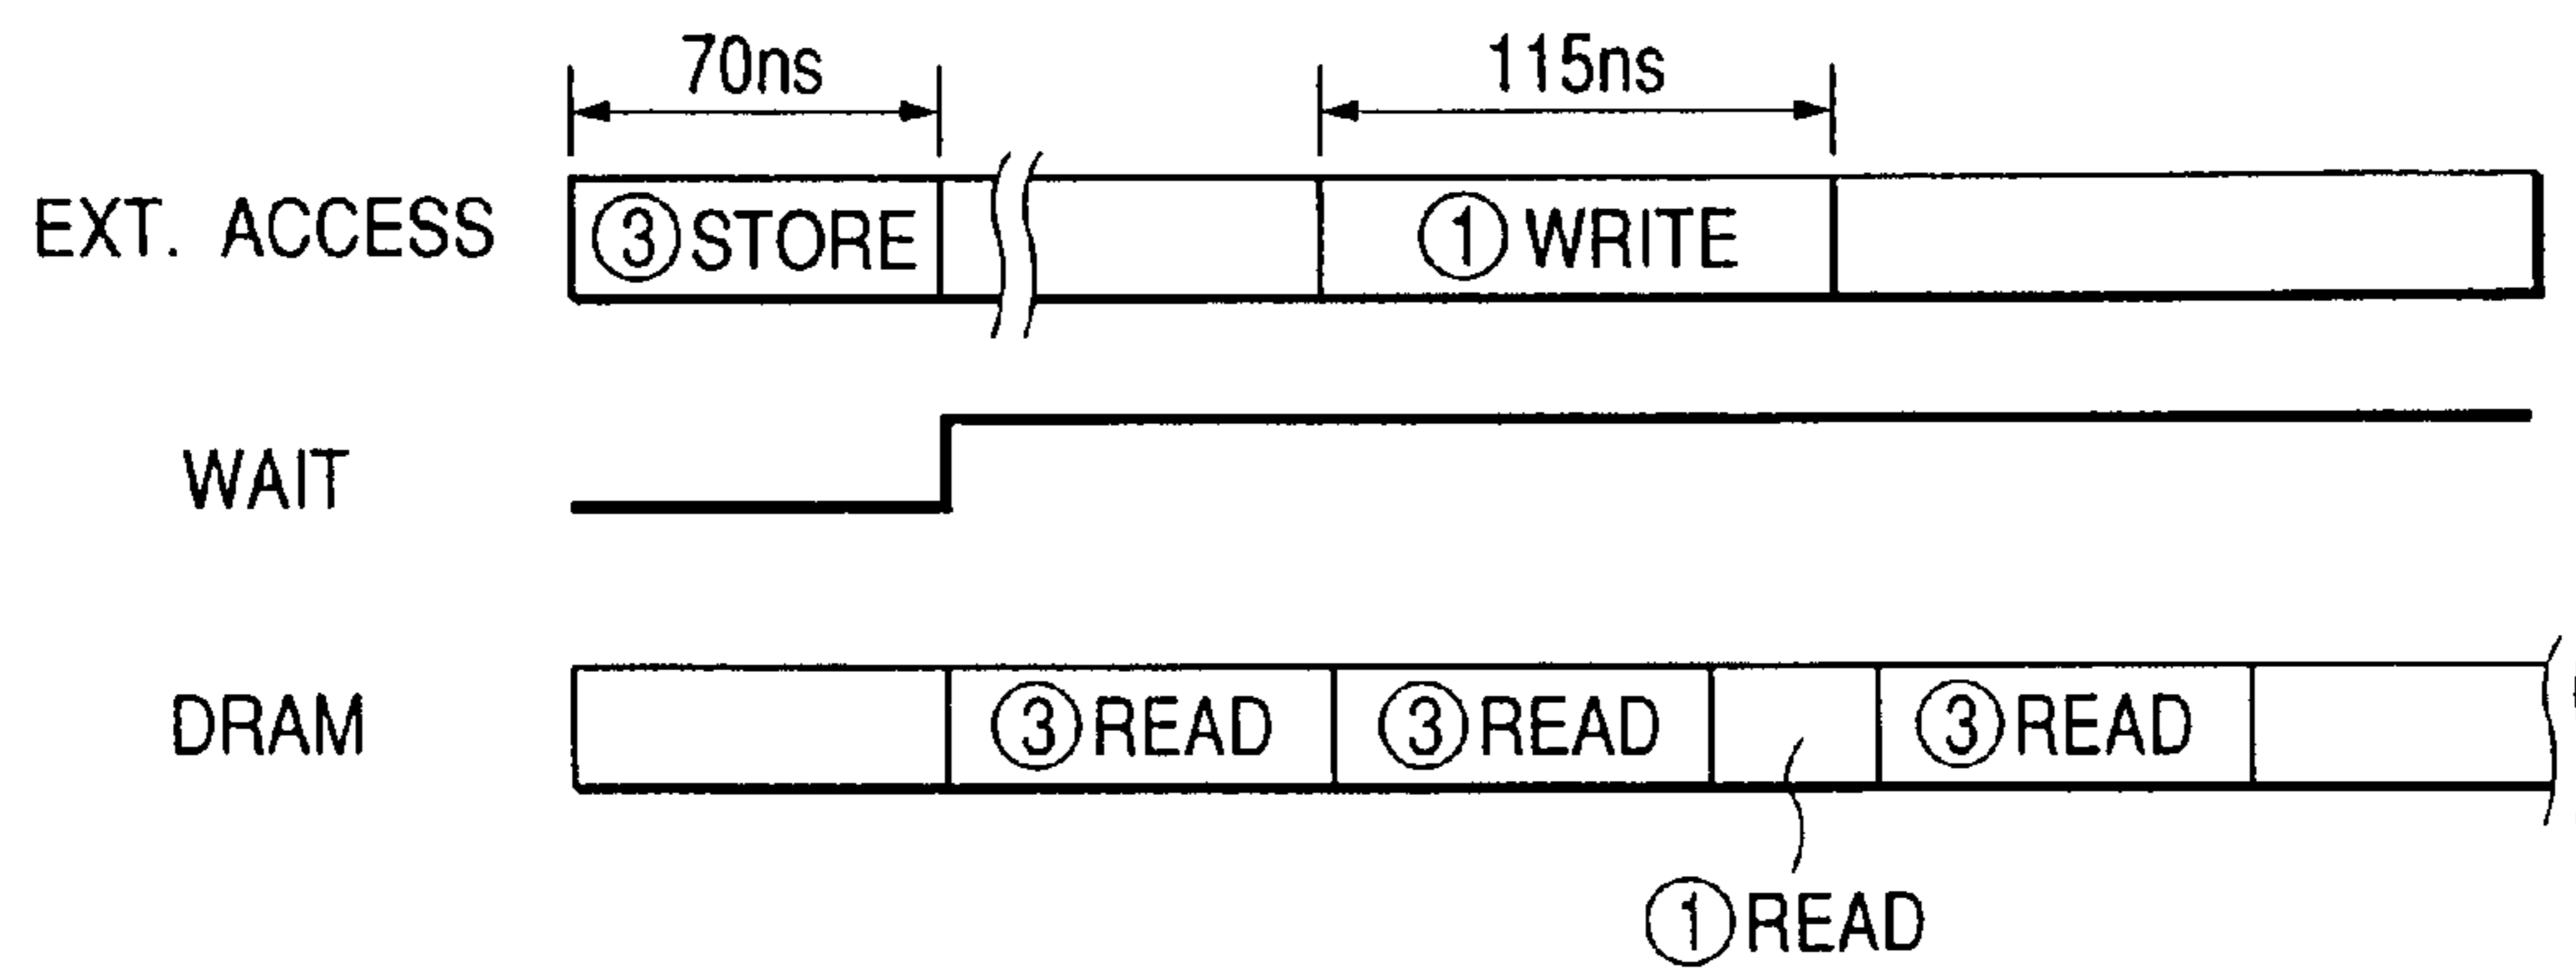 70ns 115ns
EXT. ACCESS ③STORE ①WRITE
WAIT
DRAM ③READ ③READ ③READ
①READ